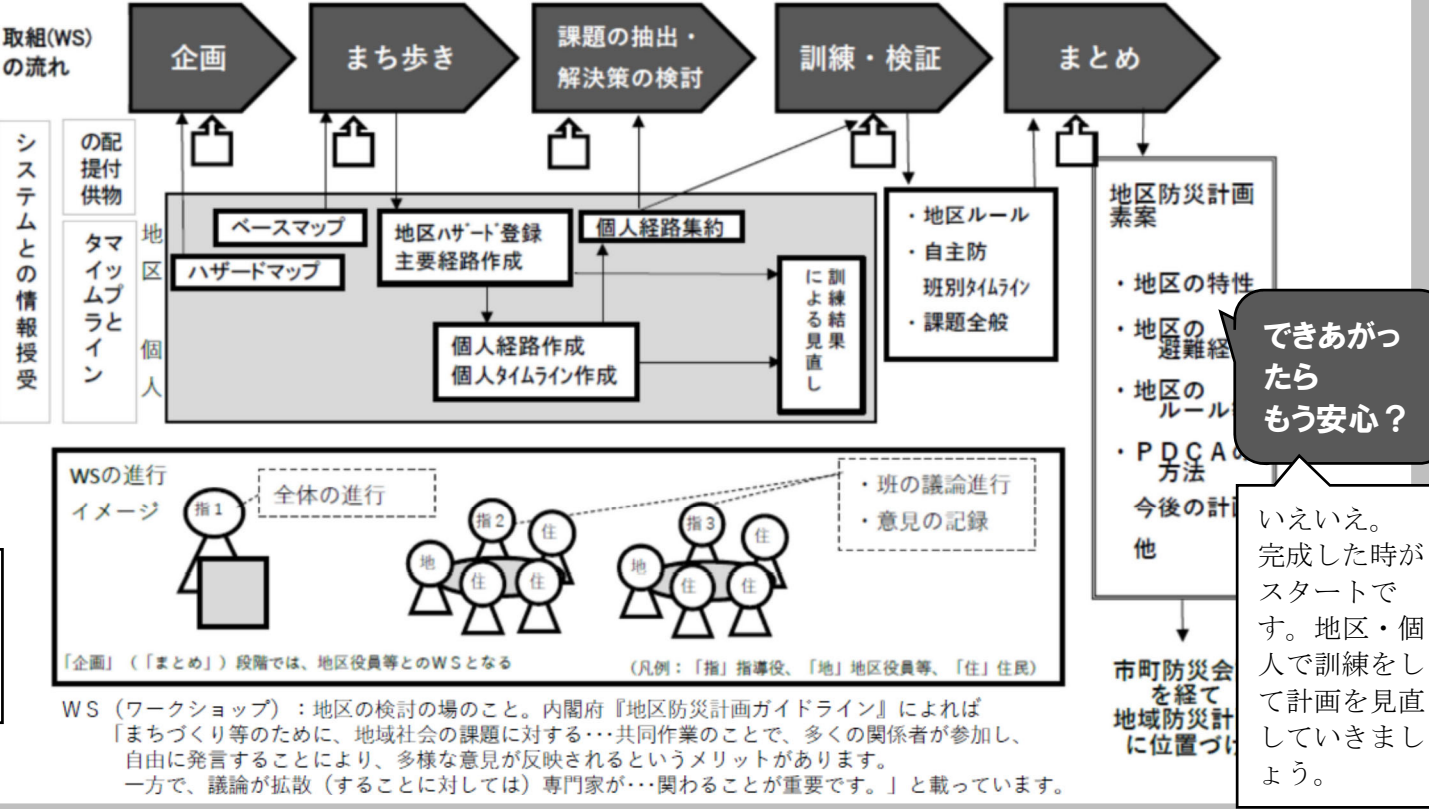 取組(WS)
の流れ
企画
まち歩き
課題の抽出・
解決策の検討
訓練・検証
まとめ
システムとの情報授受
の配
提付
供物
タマ
イッ
ムプ
ラと
イ
ン
地区
個人
ベースマップ
ハザードマップ
地区ﾊｻﾞｰﾄﾞ登録
主要経路作成
個人経路集約
個人経路作成
個人ﾀｲﾑﾗｲﾝ作成
訓練結果
による見直し
・地区ルール
・自主防
班別ﾀｲﾑﾗｲﾝ
・課題全般
地区防災計画
素案
・地区の特性
・地区の
避難経
・地区の
ルール
・ＰＤＣＡ
方法
今後の計
他
市町防災会
を経て
地域防災計
に位置づけ
できあがっ
たら
もう安心？
いえいえ。
完成した時が
スタートで
す。地区・個
人で訓練をし
て計画を見直
していきまし
ょう。
WSの進行
イメージ
指1
全体の進行
指2
住
地
住
住
指3
住
地
住
住
・班の議論進行
・意見の記録
「企画」（「まとめ」）段階では、地区役員等とのＷＳとなる
（凡例：「指」指導役、「地」地区役員等、「住」住民）
ＷＳ（ワークショップ）：地区の検討の場のこと。内閣府『地区防災計画ガイドライン』によれば
「まちづくり等のために、地域社会の課題に対する･･･共同作業のことで、多くの関係者が参加し、
自由に発言することにより、多様な意見が反映されるというメリットがあります。
一方で、議論が拡散（することに対しては）専門家が･･･関わることが重要です。」と載っています。